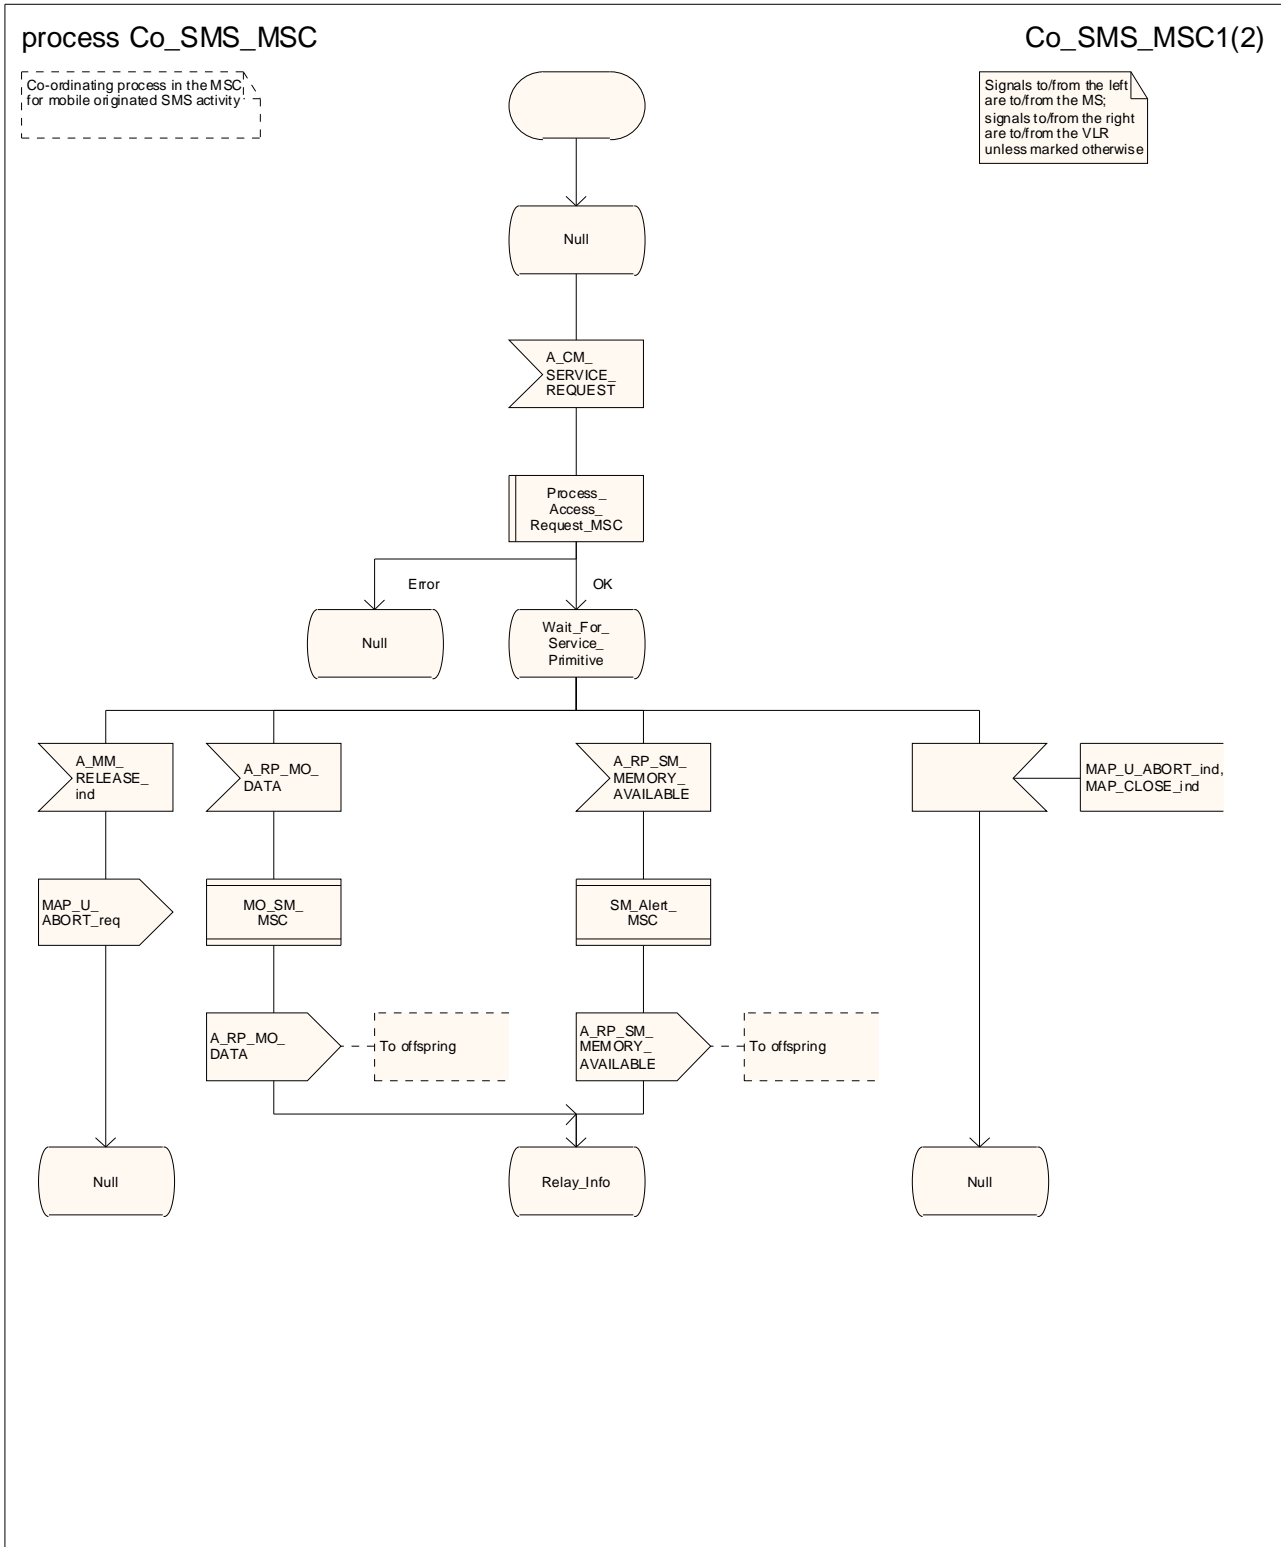 process Co_SMS_MSC
Co_SMS_MSC1(2)
Co-ordinating process in the MSC
for mobile originated SMS activity
Signals to/from the left
are to/from the MS;
signals to/from the right
are to/from the VLR
unless marked otherwise
Null
A_CM_
SERVICE_
REQUEST
Process_
Access_
Request_MSC
Error
OK
Null
Wait_For_
Service_
Primitive
A_MM_
RELEASE_
ind
A_RP_MO_
DATA
A_RP_SM_
MEMORY_
AVAILABLE
MAP_U_ABORT_ind,
MAP_CLOSE_ind
MAP_U_
ABORT_req
MO_SM_
MSC
SM_Alert_
MSC
A_RP_MO_
DATA
To offspring
A_RP_SM_
MEMORY_
AVAILABLE
To offspring
Null
Relay_Info
Null